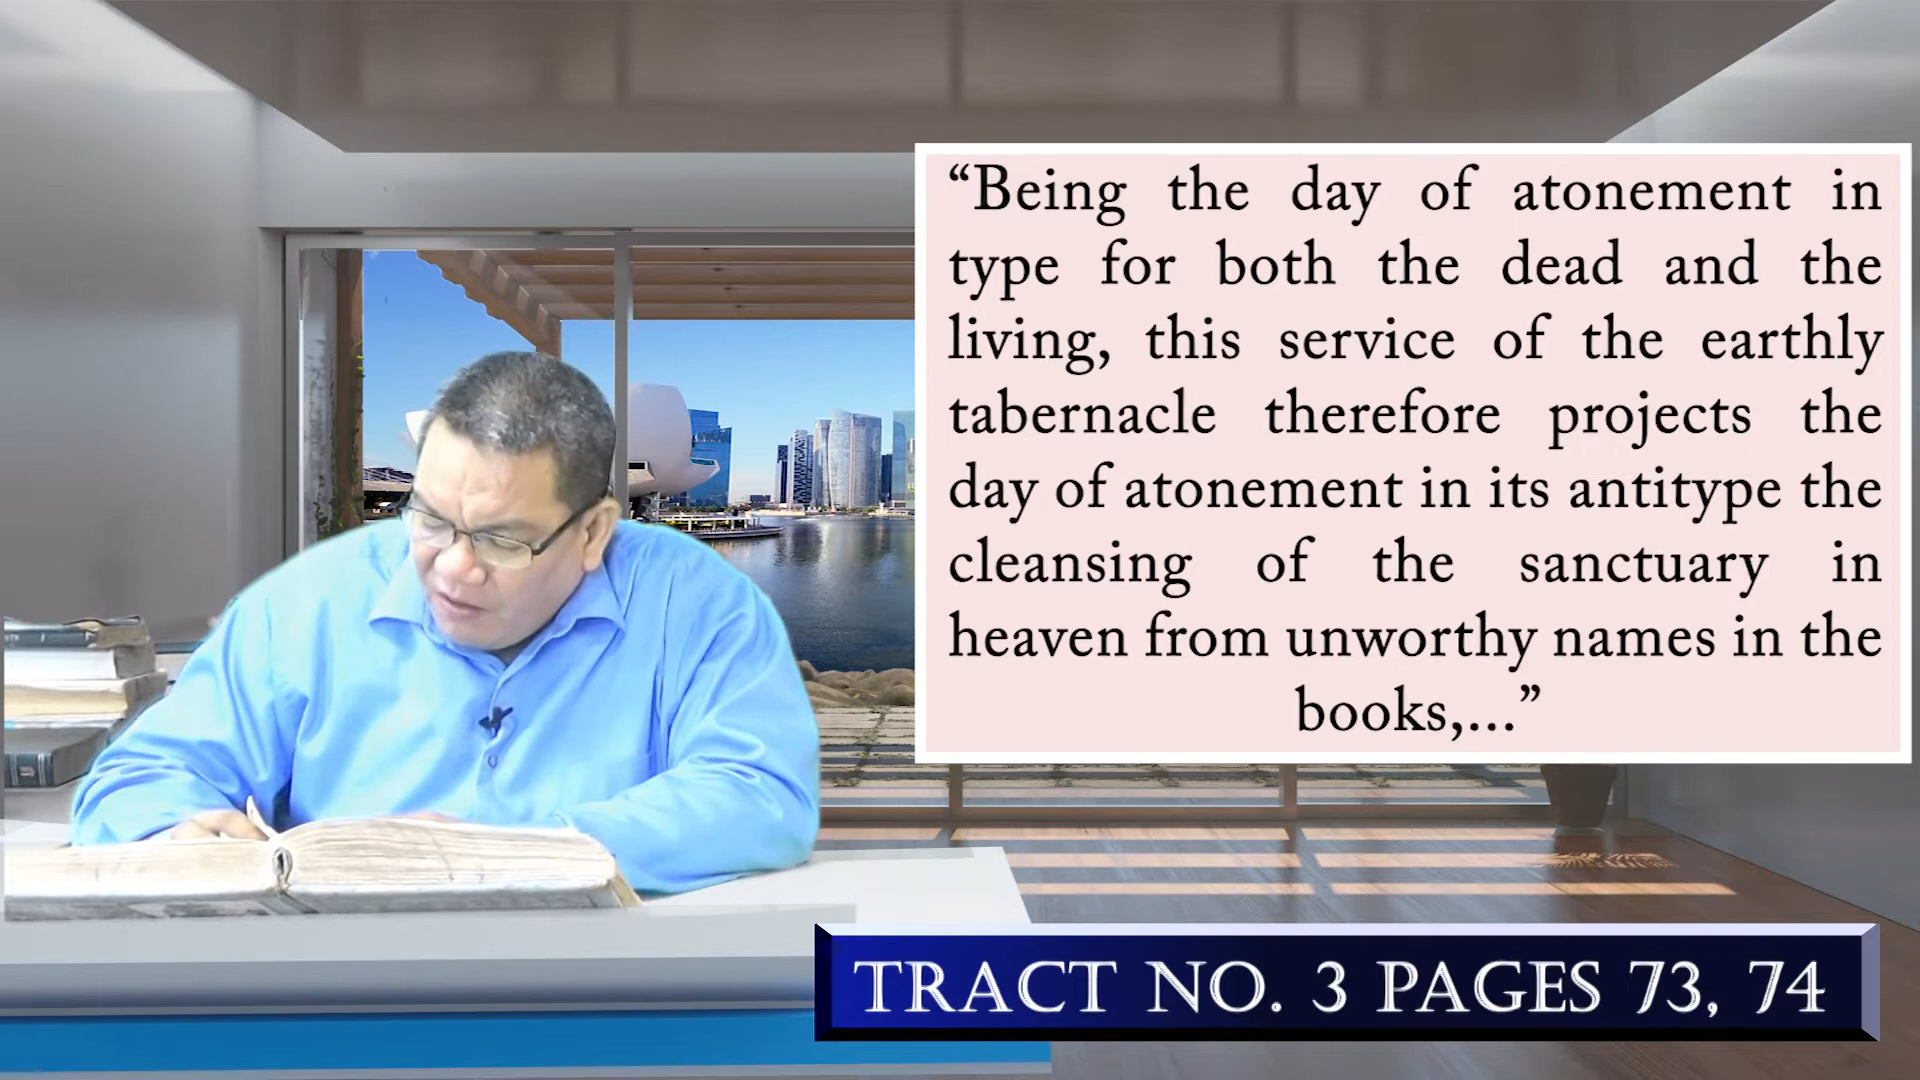 “Being the day of atonement in
type for both the dead and the
living, this service of the earthly
tabernacle therefore projects the
day of atonement in its antitype the
cleansing of the sanctuary in
heaven from unworthy names in the
books,...”
TRACT NO. 3 PAGES 73, 74